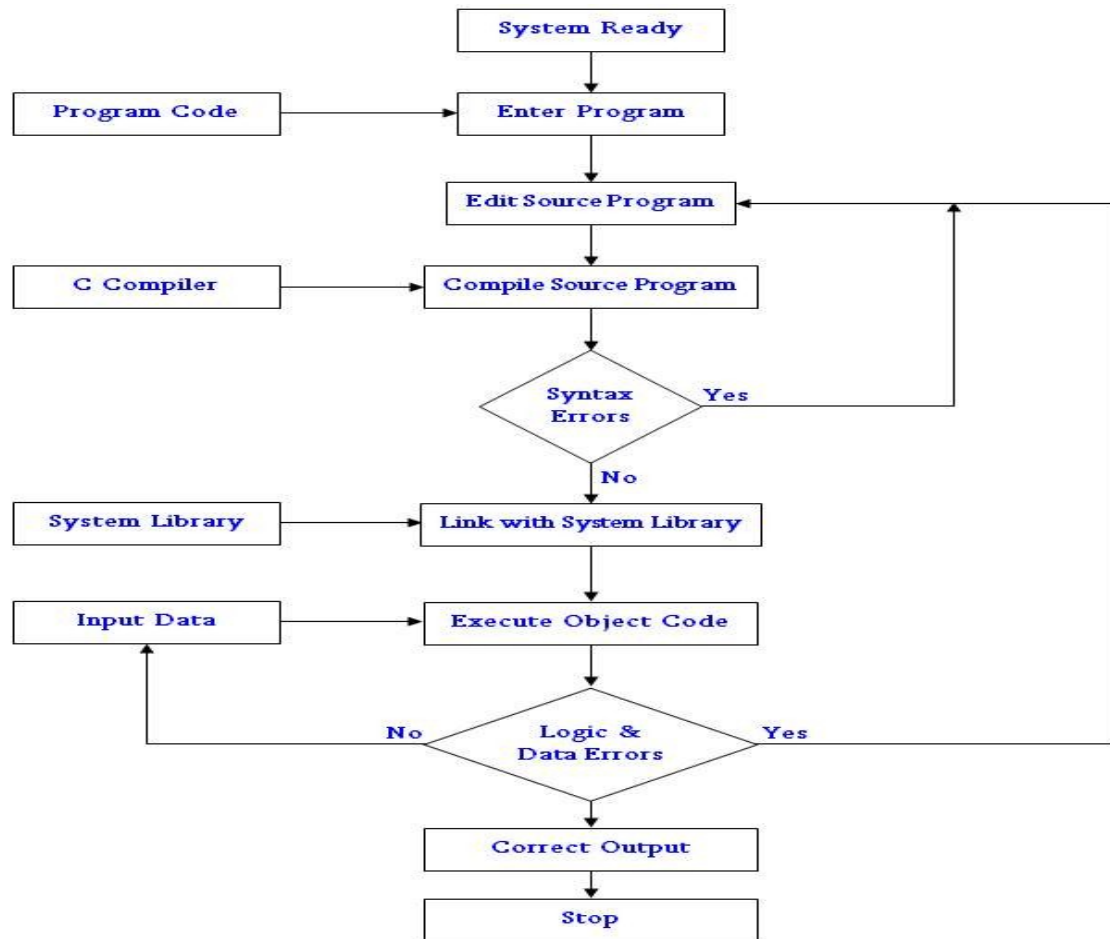 System Ready
Program Code
Enter Program
Edit Source Program
C Compiler
Compile Source Program
Syntax
Errors
Yes
No
System Library
Link with System Library
Input Data
Execute Object Code
No
Logic &
Data Errors
Yes
Correct Output
Stop